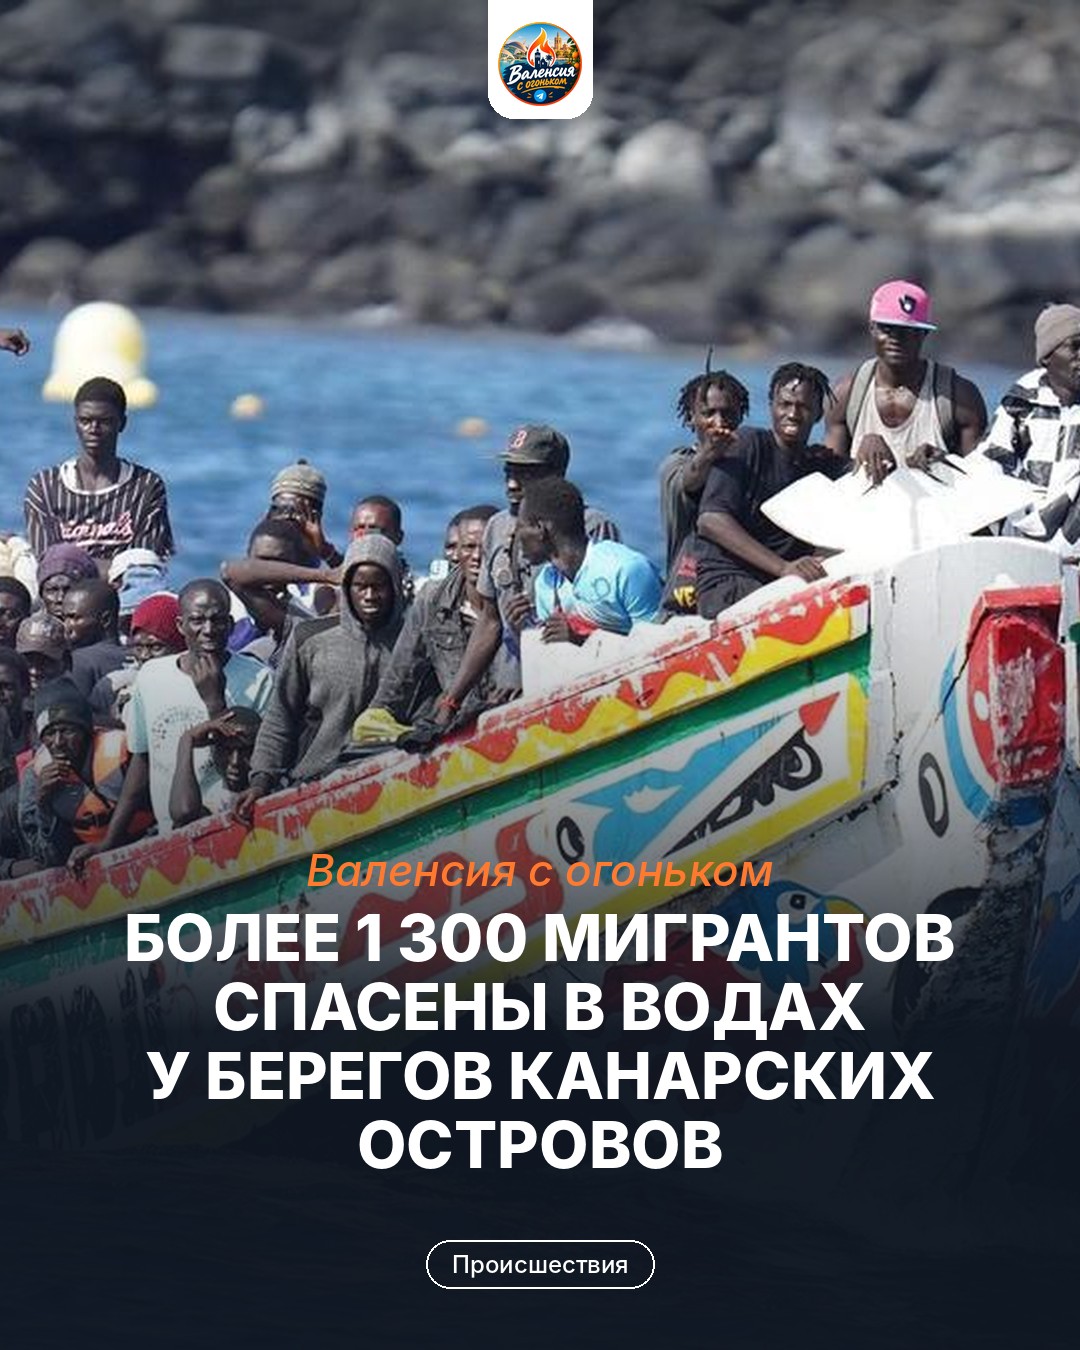 Валенсия
с огоньком
B
Валенсия с огоньком
БОЛЕЕ 1 300 МИГРАНТОВ
СПАСЕНЫ В ВОДАХ
У БЕРЕГОВ КАНАРСКИХ
ОСТРОВОВ
Происшествия